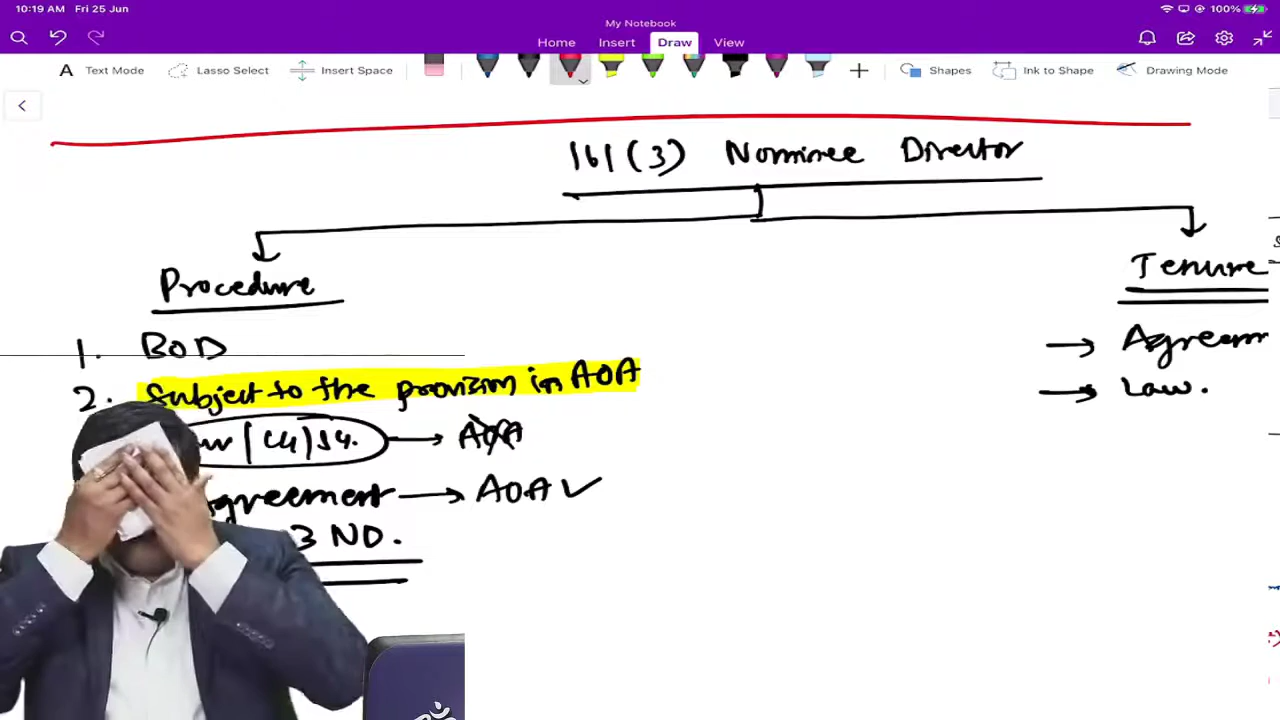 10:19 AM Fri 25 Jun
100%
My Notebook
Home Insert Draw View
A Text Mode Lasso Select Insert Space Shapes Ink to Shape Drawing Mode
161 (3) Nominee Director
Procedure
Tenure
1. BOD
→ Agreem
2. Subject to the provision in AOA
→ Law.
→ AOA
Agreement → AOA ✓
3 ND.